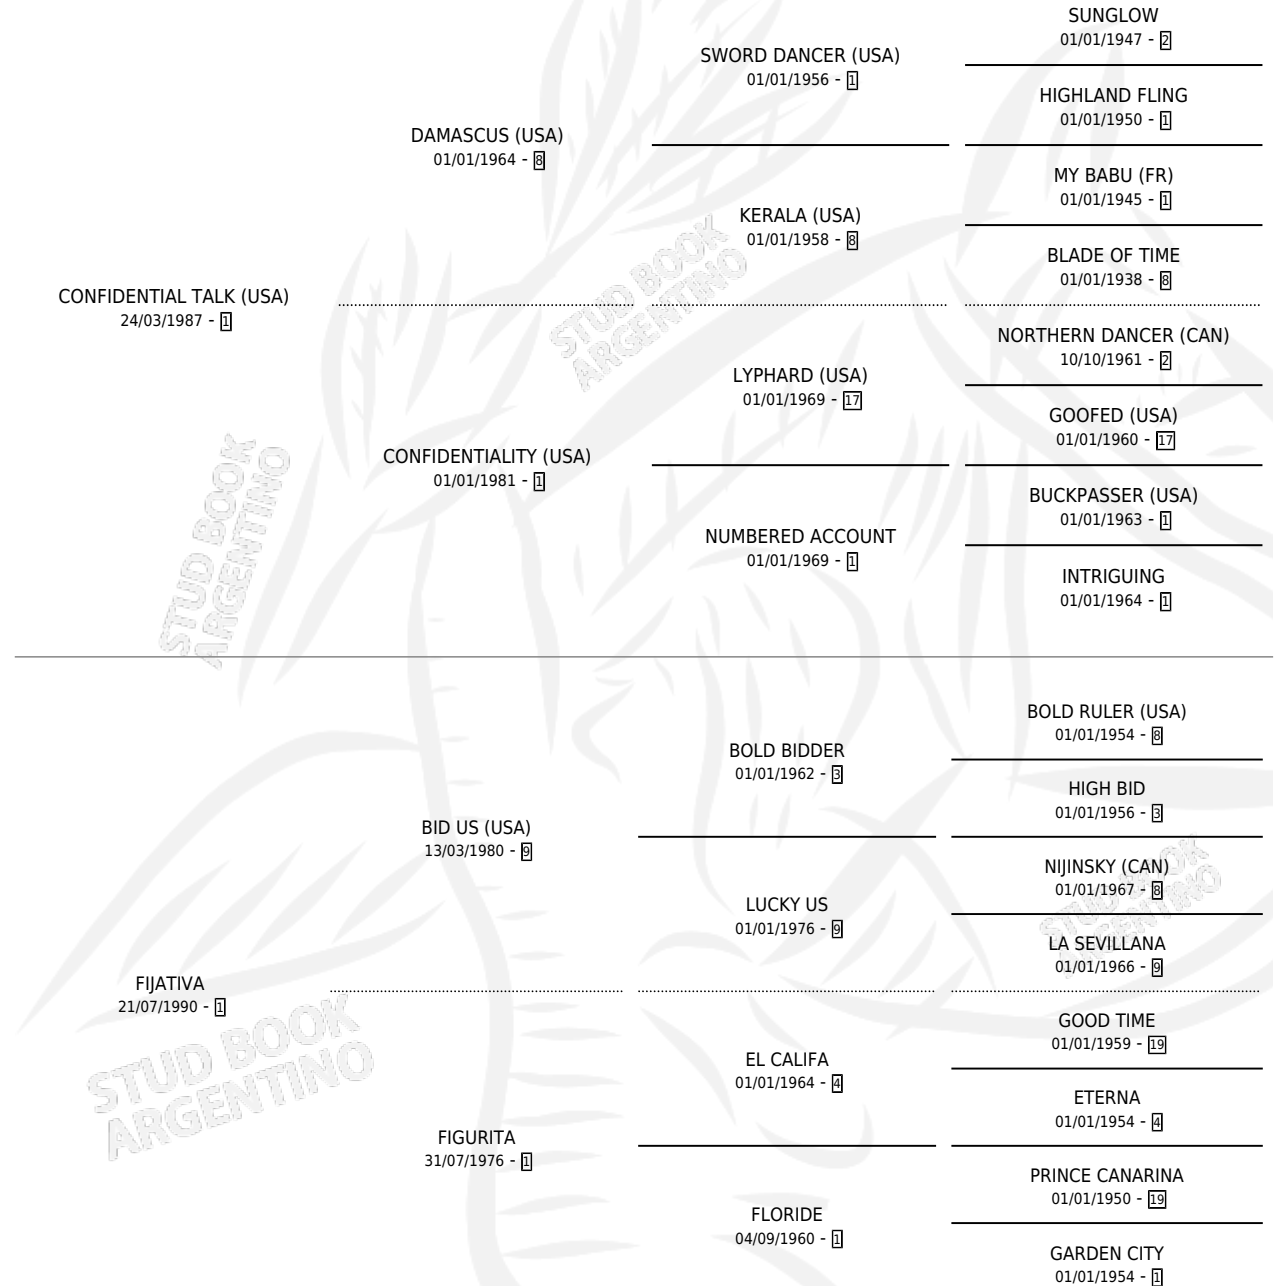 SUNGLOW
01/01/1947 - 2
SWORD DANCER (USA)
01/01/1956 - 1
HIGHLAND FLING
01/01/1950 - 1
DAMASCUS (USA)
01/01/1964 - 8
MY BABU (FR)
01/01/1945 - 1
KERALA (USA)
01/01/1958 - 8
BLADE OF TIME
01/01/1938 - 8
CONFIDENTIAL TALK (USA)
24/03/1987 - 1
NORTHERN DANCER (CAN)
10/10/1961 - 2
LYPHARD (USA)
01/01/1969 - 17
GOOFED (USA)
01/01/1960 - 17
CONFIDENTIALITY (USA)
01/01/1981 - 1
BUCKPASSER (USA)
01/01/1963 - 1
NUMBERED ACCOUNT
01/01/1969 - 1
INTRIGUING
01/01/1964 - 1
BOLD RULER (USA)
01/01/1954 - 8
BOLD BIDDER
01/01/1962 - 3
HIGH BID
01/01/1956 - 3
BID US (USA)
13/03/1980 - 9
NIJINSKY (CAN)
01/01/1967 - 8
LUCKY US
01/01/1976 - 9
LA SEVILLANA
01/01/1966 - 9
FIJATIVA
21/07/1990 - 1
GOOD TIME
01/01/1959 - 19
EL CALIFA
01/01/1964 - 4
ETERNA
01/01/1954 - 4
FIGURITA
31/07/1976 - 1
PRINCE CANARINA
01/01/1950 - 19
FLORIDE
04/09/1960 - 1
GARDEN CITY
01/01/1954 - 1
STUD BOOK
ARGENTINO
STUD BOOK
ARGENTINO
STUD BOOK
ARGENTINO
STUD BOOK
ARGENTINO